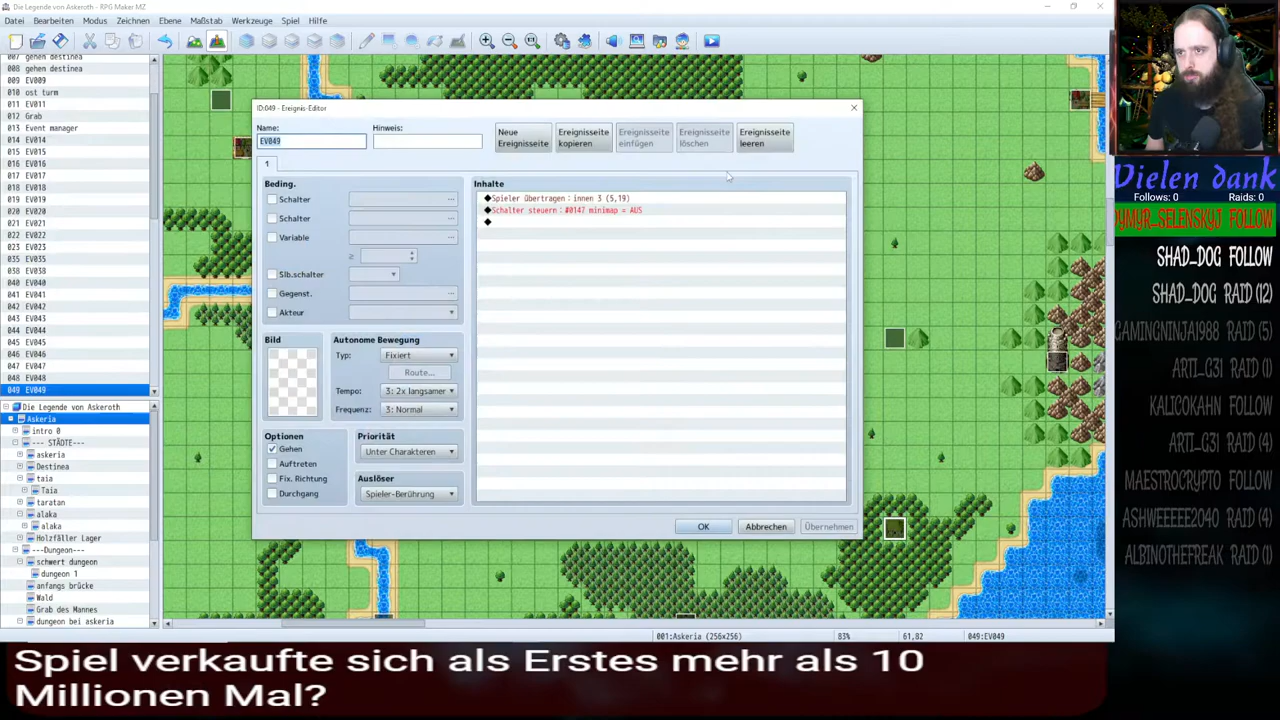 Die Legende von Askeroth - RPG Maker MZ
Datei Bearbeiten Modus Zeichnen Ebene Maßstab Werkzeuge Spiel Hilfe
007 gehen destinea
008 gehen destinea
009 EV009
010 ost turm
011 EV011
012 Grab
013 Event manager
014 EV014
015 EV015
016 EV016
017 EV017
018 EV018
019 EV019
020 EV020
021 EV021
022 EV022
023 EV023
035 EV035
038 EV038
040 EV040
041 EV041
042 EV042
043 EV043
044 EV044
045 EV045
046 EV046
047 EV047
048 EV048
049 EV049
Die Legende von Askeroth
Askeria
intro 0
--- STÄDTE---
askeria
Destinea
taia
Taia
taratan
alaka
alaka
Holzfäller Lager
---Dungeon---
schwert dungeon
dungeon 1
anfangs brücke
Wald
Grab des Mannes
dungeon bei askeria
ID:049 - Ereignis-Editor
Name:
EV049
Hinweis:
Neue Ereignisseite
Ereignisseite kopieren
Ereignisseite einfügen
Ereignisseite löschen
Ereignisseite leeren
1
Beding.
Schalter
Schalter
Variable
≥
Slb.schalter
Gegenst.
Akteur
Bild
Autonome Bewegung
Typ: Fixiert
Route...
Tempo: 3: 2x langsamer
Frequenz: 3: Normal
Optionen
Gehen
Auftreten
Fix. Richtung
Durchgang
Priorität
Unter Charakteren
Auslöser
Spieler-Berührung
Inhalte
◆Spieler übertragen：innen 3 (5,19)
◆Schalter steuern：#0147 minimap = AUS
◆
OK Abbrechen Übernehmen
001:Askeria (256x256) 83% 61,82 049:EV049
Vielen dank
Follows: 0 Raids: 0
DYMYR_SELENSKYJ FOLLOW
SHAD_DOG FOLLOW
SHAD_DOG RAID (12)
GAMINGNINJA1988 RAID (1)
ARTI_G31 RAID (1)
KALICOKAHN FOLLOW
ARTI_G31 RAID (4)
MAESTROCRYPTO FOLLOW
ASHWEEEEE2040 RAID (4)
ALBINOTHEFREAK RAID (1)
Spiel verkaufte sich als Erstes mehr als 10
Millionen Mal?